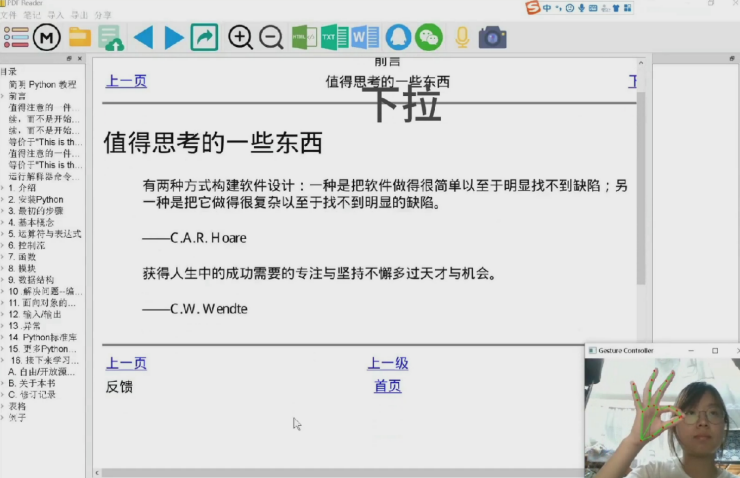 PDF Reader
文件 笔记 导入 导出 分享
中
M
HTML
TXT
W
目录
简明 Python 教程
前言
值得注意的一件...
续，而不是开始...
续，而不是开始...
等价于"This is th...
值得注意的一件...
等价于"This is th...
运行解释器命令...
1. 介绍
2. 安装Python
3. 最初的步骤
4. 基本概念
5. 运算符与表达式
6. 控制流
7. 函数
8. 模块
9. 数据结构
10. 解决问题--编...
11. 面向对象的...
12. 输入/输出
13. 异常
14. Python标准库
15. 更多Python...
16. 接下来学习...
A. 自由/开放源...
B. 关于本书
C. 修订记录
表格
例子
前言
上一页
值得思考的一些东西
下拉
值得思考的一些东西
有两种方式构建软件设计：一种是把软件做得很简单以至于明显找不到缺陷；另
一种是把它做得很复杂以至于找不到明显的缺陷。
——C.A.R. Hoare
获得人生中的成功需要的专注与坚持不懈多过天才与机会。
——C.W. Wendte
上一页
上一级
反馈
首页
Gesture Controller